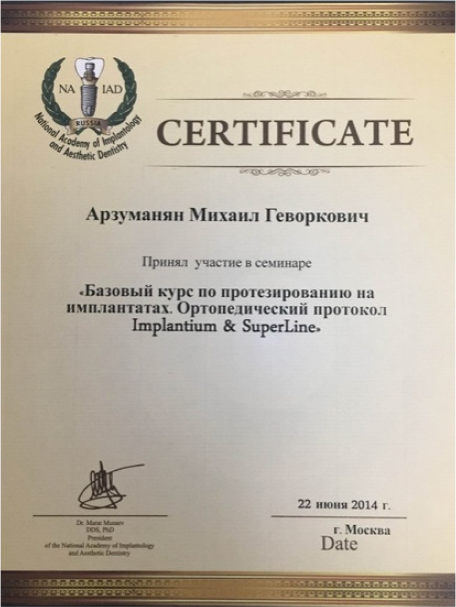 NA IAD
RUSSIA
National Academy of Implantology
and Aesthetic Dentistry
CERTIFICATE
Арзуманян Михаил Геворкович
Принял участие в семинаре
«Базовый курс по протезированию на
имплантатах. Ортопедический протокол
Implantium & SuperLine»
22 июня 2014 г.
Dr. Marat Musaev
DDS, PhD
President
of the National Academy of Implantology
and Aesthetic Dentistry
г. Москва
Date